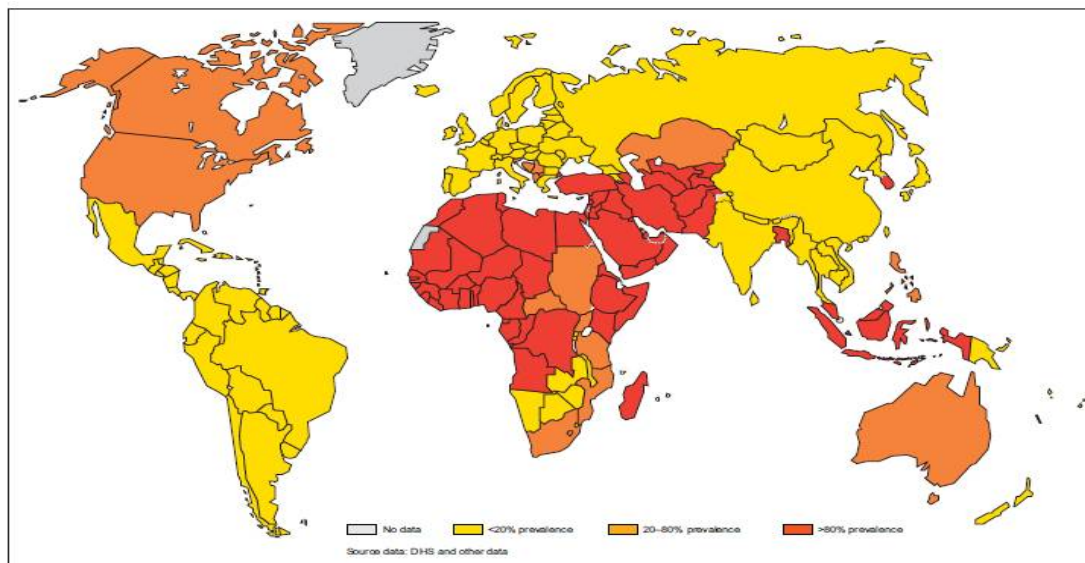 No data <20% prevalence 20–80% prevalence >80% prevalence
Source data: DHS and other data